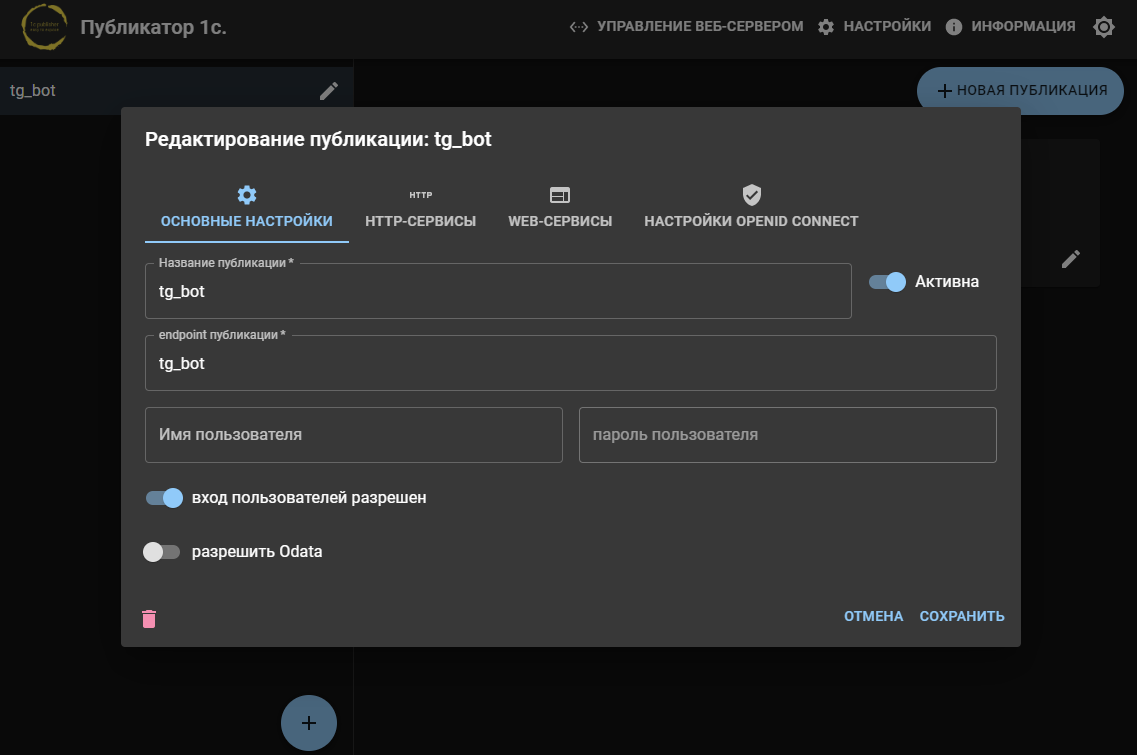 Публикатор 1с.
УПРАВЛЕНИЕ ВЕБ-СЕРВЕРОМ
НАСТРОЙКИ
ИНФОРМАЦИЯ
tg_bot
НОВАЯ ПУБЛИКАЦИЯ
Редактирование публикации: tg_bot
ОСНОВНЫЕ НАСТРОЙКИ
HTTP
HTTP-СЕРВИСЫ
WEB-СЕРВИСЫ
НАСТРОЙКИ OPENID CONNECT
Название публикации *
tg_bot
Активна
endpoint публикации *
tg_bot
Имя пользователя
пароль пользователя
вход пользователей разрешен
разрешить Odata
ОТМЕНА
СОХРАНИТЬ